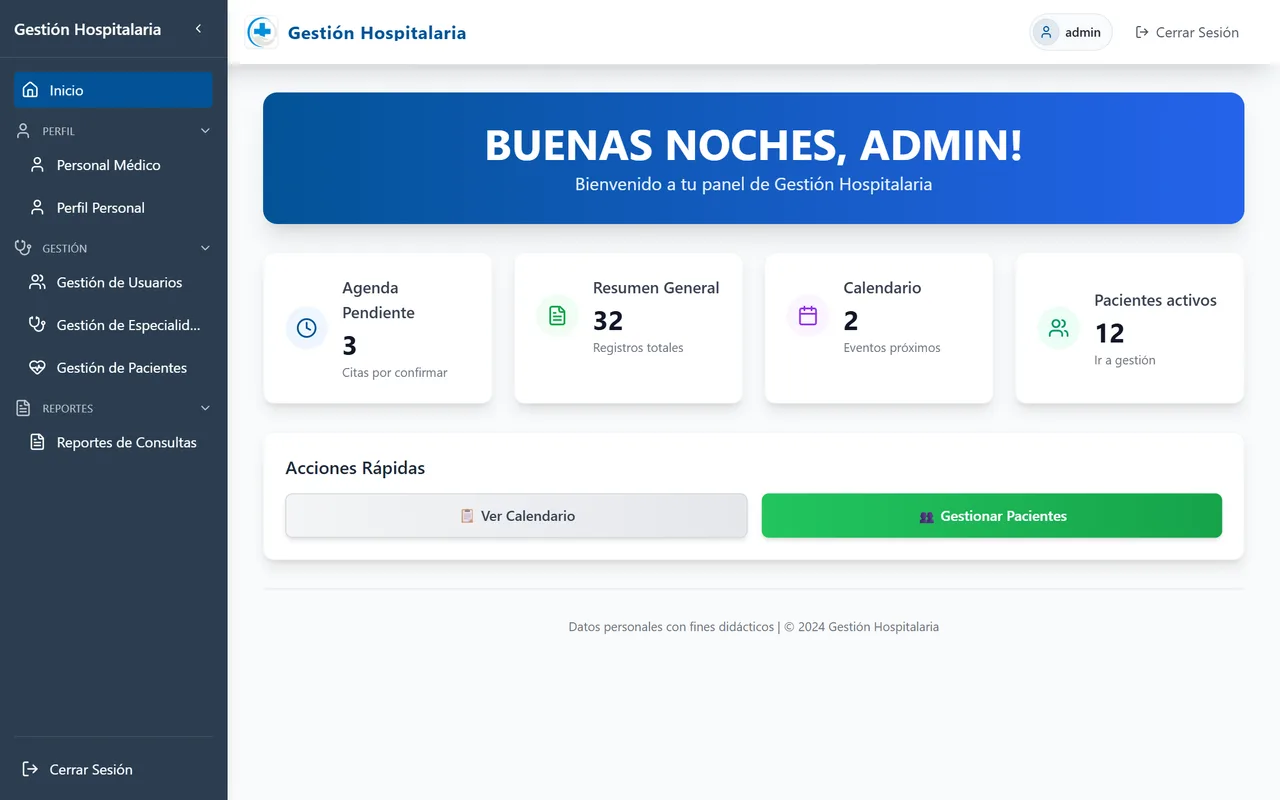 Gestión Hospitalaria
Inicio
PERFIL
Personal Médico
Perfil Personal
GESTIÓN
Gestión de Usuarios
Gestión de Especialid...
Gestión de Pacientes
REPORTES
Reportes de Consultas
Cerrar Sesión
Gestión Hospitalaria
admin
Cerrar Sesión
BUENAS NOCHES, ADMIN!
Bienvenido a tu panel de Gestión Hospitalaria
Agenda
Pendiente
3
Citas por confirmar
Resumen General
32
Registros totales
Calendario
2
Eventos próximos
Pacientes activos
12
Ir a gestión
Acciones Rápidas
Ver Calendario
Gestionar Pacientes
Datos personales con fines didácticos | © 2024 Gestión Hospitalaria